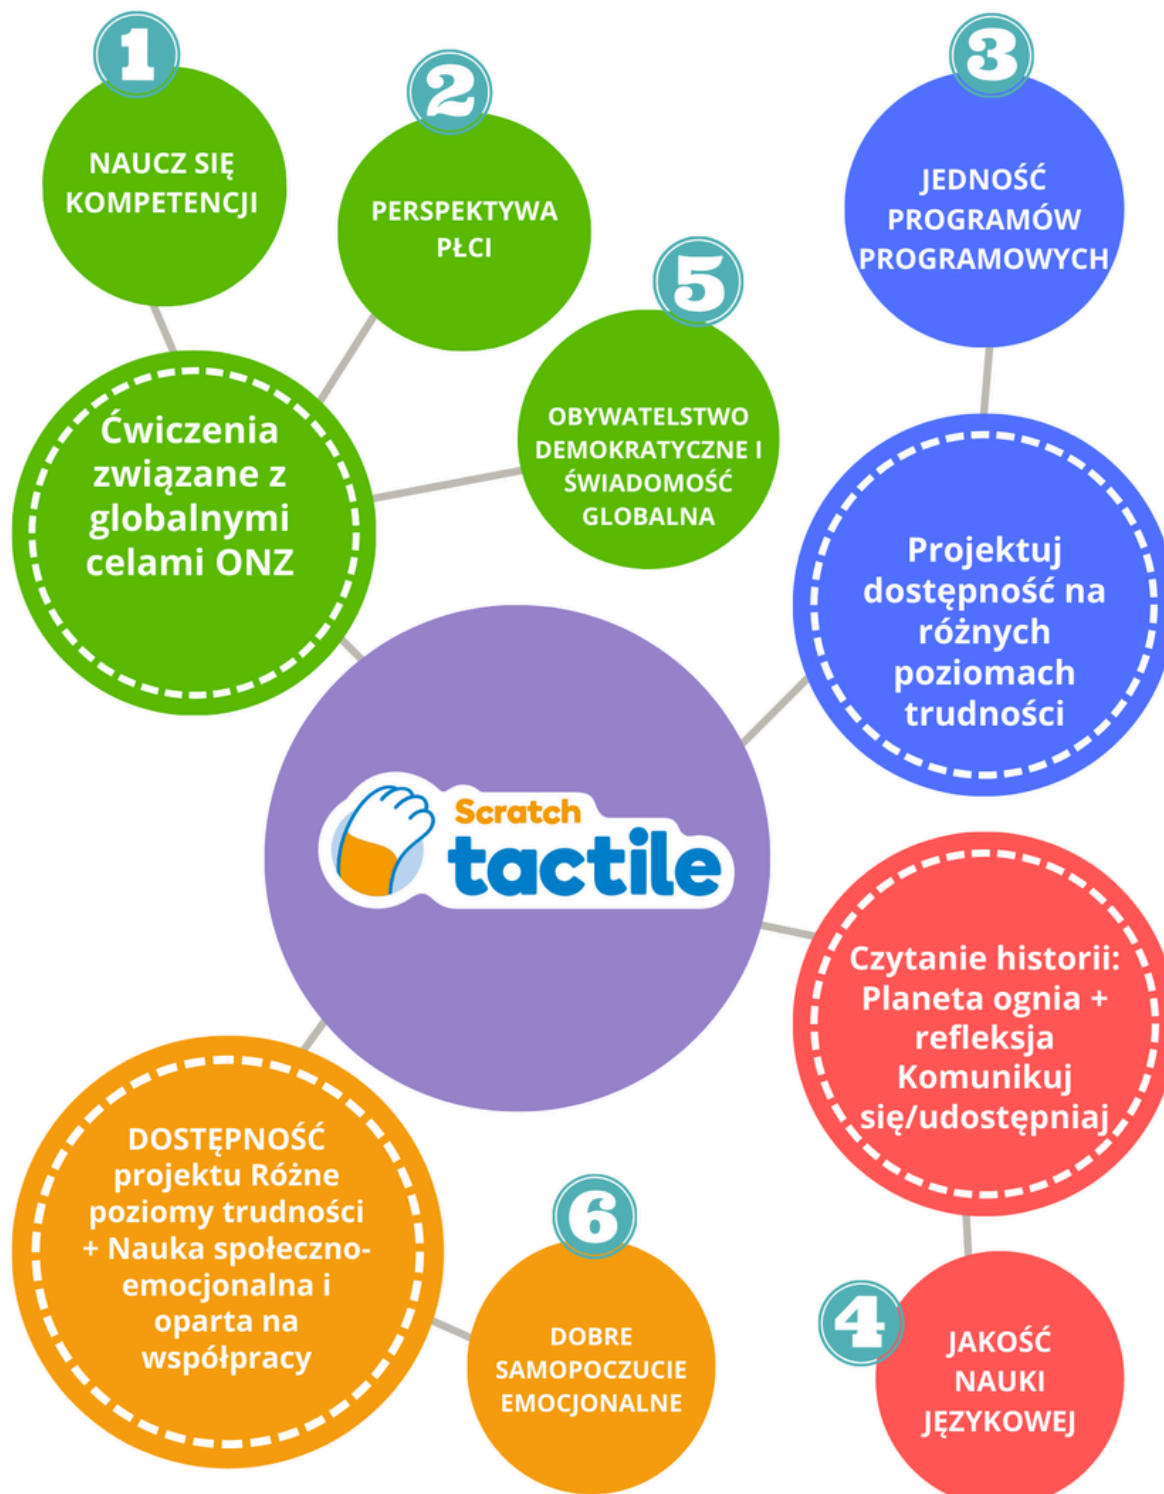 1
NAUCZ SIĘ
KOMPETENCJI
2
PERSPEKTYWA
PŁCI
3
JEDNOŚĆ
PROGRAMÓW
PROGRAMOWYCH
5
OBYWATELSTWO
DEMOKRATYCZNE I
ŚWIADOMOŚĆ
GLOBALNA
Ćwiczenia
związane z
globalnymi
celami ONZ
Projektuj
dostępność na
różnych
poziomach
trudności
Scratch
tactile
Czytanie historii:
Planeta ognia +
refleksja
Komunikuj
się/udostępniaj
DOSTĘPNOŚĆ
projektu Różne
poziomy trudności
+ Nauka społeczno-
emocjonalna i
oparta na
współpracy
6
DOBRE
SAMOPOCZUCIE
EMOCJONALNE
4
JAKOŚĆ
NAUKI
JĘZYKOWEJ